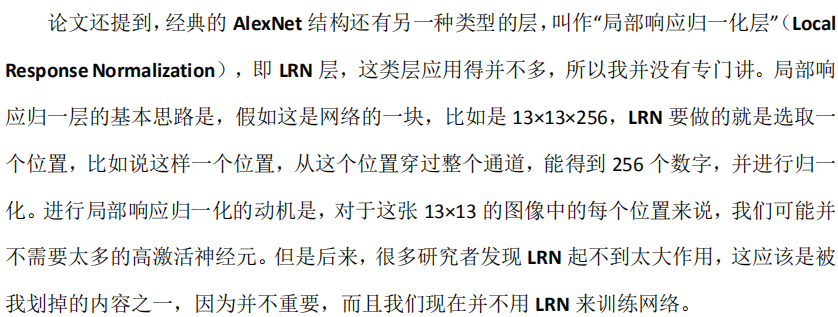 论文还提到，经典的 AlexNet 结构还有另一种类型的层，叫作“局部响应归一化层”（Local
Response Normalization），即 LRN 层，这类层应用得并不多，所以我并没有专门讲。局部响
应归一层的基本思路是，假如这是网络的一块，比如是 13×13×256，LRN 要做的就是选取一
个位置，比如说这样一个位置，从这个位置穿过整个通道，能得到 256 个数字，并进行归一
化。进行局部响应归一化的动机是，对于这张 13×13 的图像中的每个位置来说，我们可能并
不需要太多的高激活神经元。但是后来，很多研究者发现 LRN 起不到太大作用，这应该是被
我划掉的内容之一，因为并不重要，而且我们现在并不用 LRN 来训练网络。